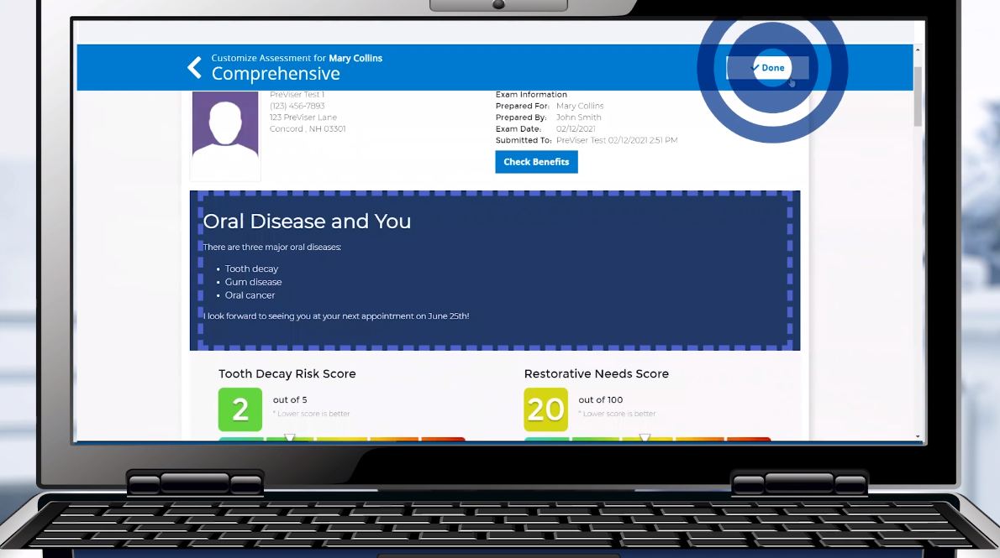 Customize Assessment for Mary Collins
Comprehensive
Done
PreViser Test 1
(123) 456-7893
123 PreViser Lane
Concord , NH 03301
Exam Information
Prepared For: Mary Collins
Prepared By: John Smith
Exam Date: 02/12/2021
Submitted To: PreViser Test 02/12/2021 2:51 PM
Check Benefits
Oral Disease and You
There are three major oral diseases:
• Tooth decay
• Gum disease
• Oral cancer
I look forward to seeing you at your next appointment on June 25th!
Tooth Decay Risk Score
2 out of 5
* Lower score is better
Restorative Needs Score
20 out of 100
* Lower score is better